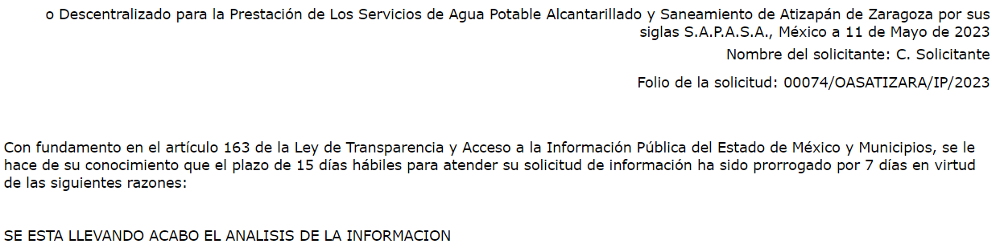 o Descentralizado para la Prestación de Los Servicios de Agua Potable Alcantarillado y Saneamiento de Atizapán de Zaragoza por sus
siglas S.A.P.A.S.A., México a 11 de Mayo de 2023
Nombre del solicitante: C. Solicitante
Folio de la solicitud: 00074/OASATIZARA/IP/2023
Con fundamento en el artículo 163 de la Ley de Transparencia y Acceso a la Información Pública del Estado de México y Municipios, se le
hace de su conocimiento que el plazo de 15 días hábiles para atender su solicitud de información ha sido prorrogado por 7 días en virtud
de las siguientes razones:
SE ESTA LLEVANDO ACABO EL ANALISIS DE LA INFORMACION